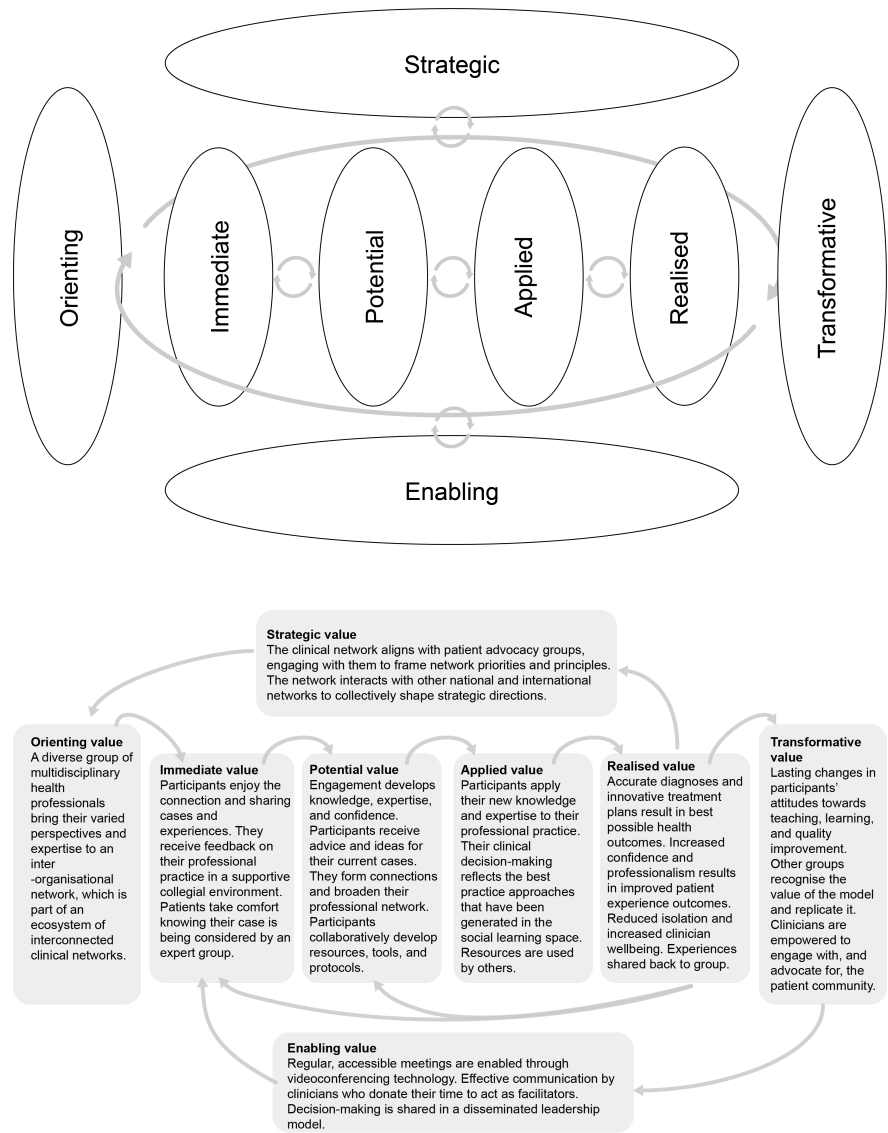 Strategic
Orienting
Immediate
Potential
Applied
Realised
Transformative
Enabling
Strategic value
The clinical network aligns with patient advocacy groups,
engaging with them to frame network priorities and principles.
The network interacts with other national and international
networks to collectively shape strategic directions.
Orienting value
A diverse group of
multidisciplinary
health
professionals
bring their varied
perspectives and
expertise to an
inter
-organisational
network, which is
part of an
ecosystem of
interconnected
clinical networks.
Immediate value
Participants enjoy the
connection and sharing
cases and
experiences. They
receive feedback on
their professional
practice in a supportive
collegial environment.
Patients take comfort
knowing their case is
being considered by an
expert group.
Potential value
Engagement develops
knowledge, expertise,
and confidence.
Participants receive
advice and ideas for
their current cases.
They form connections
and broaden their
professional network.
Participants
collaboratively develop
resources, tools, and
protocols.
Applied value
Participants apply
their new knowledge
and expertise to their
professional practice.
Their clinical
decision-making
reflects the best
practice approaches
that have been
generated in the
social learning space.
Resources are used
by others.
Realised value
Accurate diagnoses and
innovative treatment
plans result in best
possible health
outcomes. Increased
confidence and
professionalism results
in improved patient
experience outcomes.
Reduced isolation and
increased clinician
wellbeing. Experiences
shared back to group.
Transformative
value
Lasting changes in
participants'
attitudes towards
teaching, learning,
and quality
improvement.
Other groups
recognise the
value of the model
and replicate it.
Clinicians are
empowered to
engage with, and
advocate for, the
patient community.
Enabling value
Regular, accessible meetings are enabled through
videoconferencing technology. Effective communication by
clinicians who donate their time to act as facilitators.
Decision-making is shared in a disseminated leadership
model.